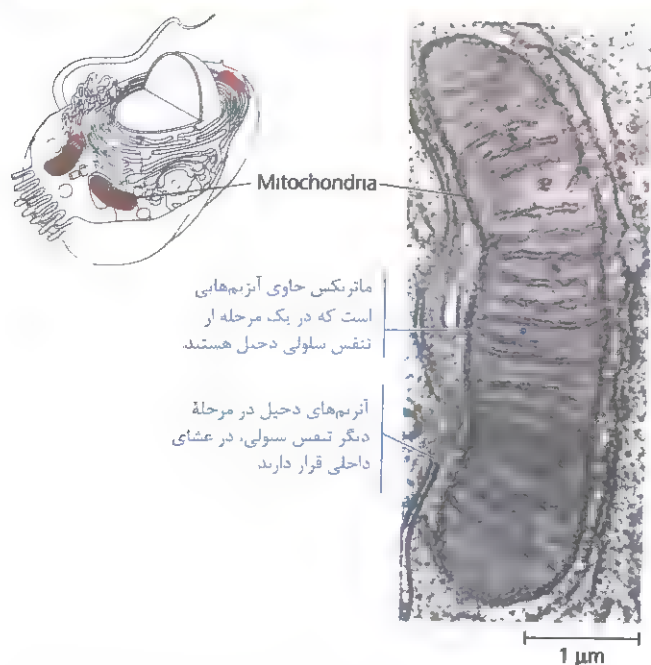 Mitochondria
ماتریکس حاوی آنزیم‌هایی
است که در یک مرحله از
تنفس سلولی دخیل هستند.
آنزیم‌های دخیل در مرحلهٔ
دیگر تنفس سلولی، در غشای
داخلی قرار دارند
1 µm